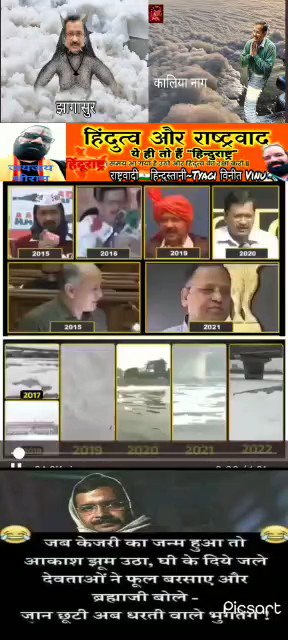 झागासुर
कालिया नाग
हिंदुत्व और राष्ट्रवाद
ये ही तो हैं "हिन्दुराष्ट्र"
राष्ट्रवादी हिन्दस्तानी~TYAGI विनीत VINU
2015
2016
2019
2020
2015
2021
2017
2019
2020
2021
2022
जब केजरी का जन्म हुआ तो
आकाश झूम उठा, घी के दिये जले
देवताओं ने फूल बरसाए और
ब्रह्माजी बोले -
जान छूटी अब धरती वाले भुगतेंगे !
Picsart